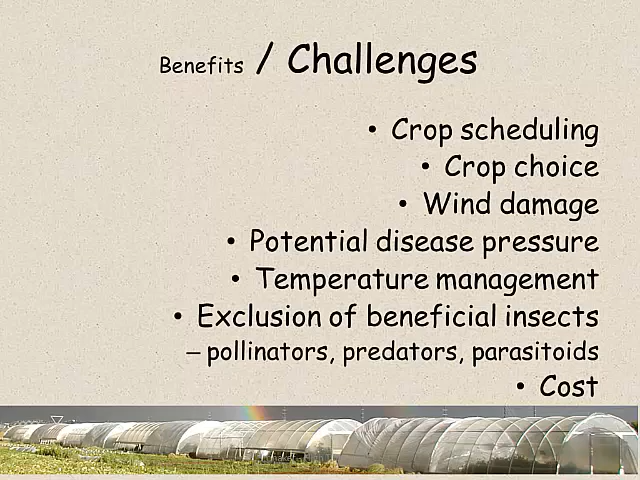 Benefits / Challenges
• Crop scheduling
• Crop choice
• Wind damage
• Potential disease pressure
• Temperature management
• Exclusion of beneficial insects
– pollinators, predators, parasitoids
• Cost